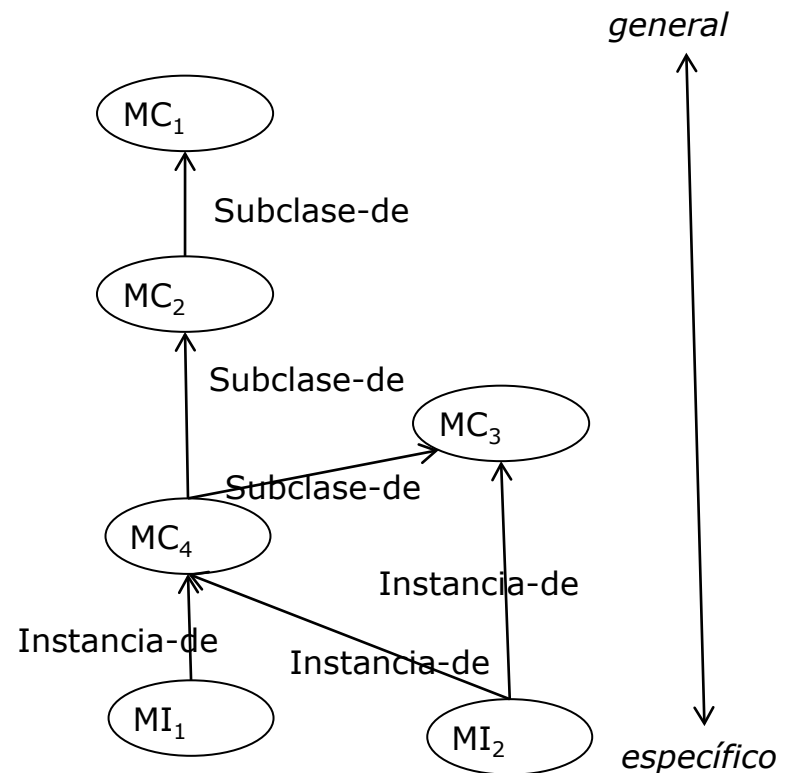 general
MC₁
Subclase-de
MC₂
Subclase-de
MC₃
Subclase-de
MC₄
Instancia-de
Instancia-de
Instancia-de
MI₁
MI₂
específico